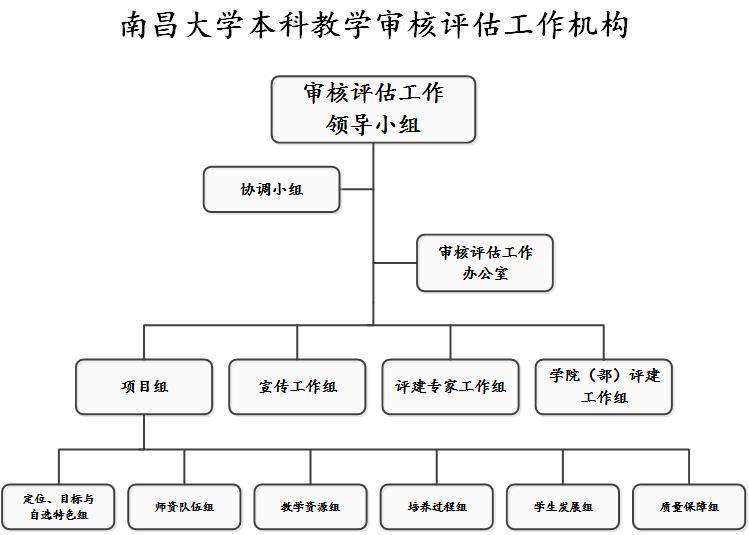 南昌大学本科教学审核评估工作机构
审核评估工作
领导小组
协调小组
审核评估工作
办公室
项目组
宣传工作组
评建专家工作组
学院（部）评建
工作组
定位、目标与
自选特色组
师资队伍组
教学资源组
培养过程组
学生发展组
质量保障组